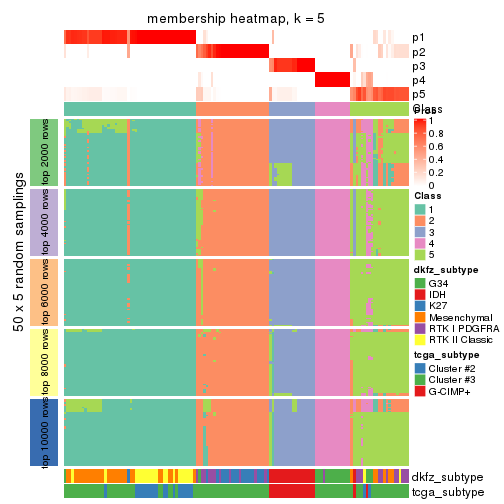 membership heatmap, k = 5
p1
p2
p3
p4
p5
Class
Prob
1
0.8
0.6
0.4
0.2
0
Class
1
2
3
4
5
dkfz_subtype
G34
IDH
K27
Mesenchymal
RTK I PDGFRA
RTK II Classic
tcga_subtype
Cluster #2
Cluster #3
G-CIMP+
50 x 5 random samplings
top 2000 rows
top 4000 rows
top 6000 rows
top 8000 rows
top 10000 rows
dkfz_subtype
tcga_subtype